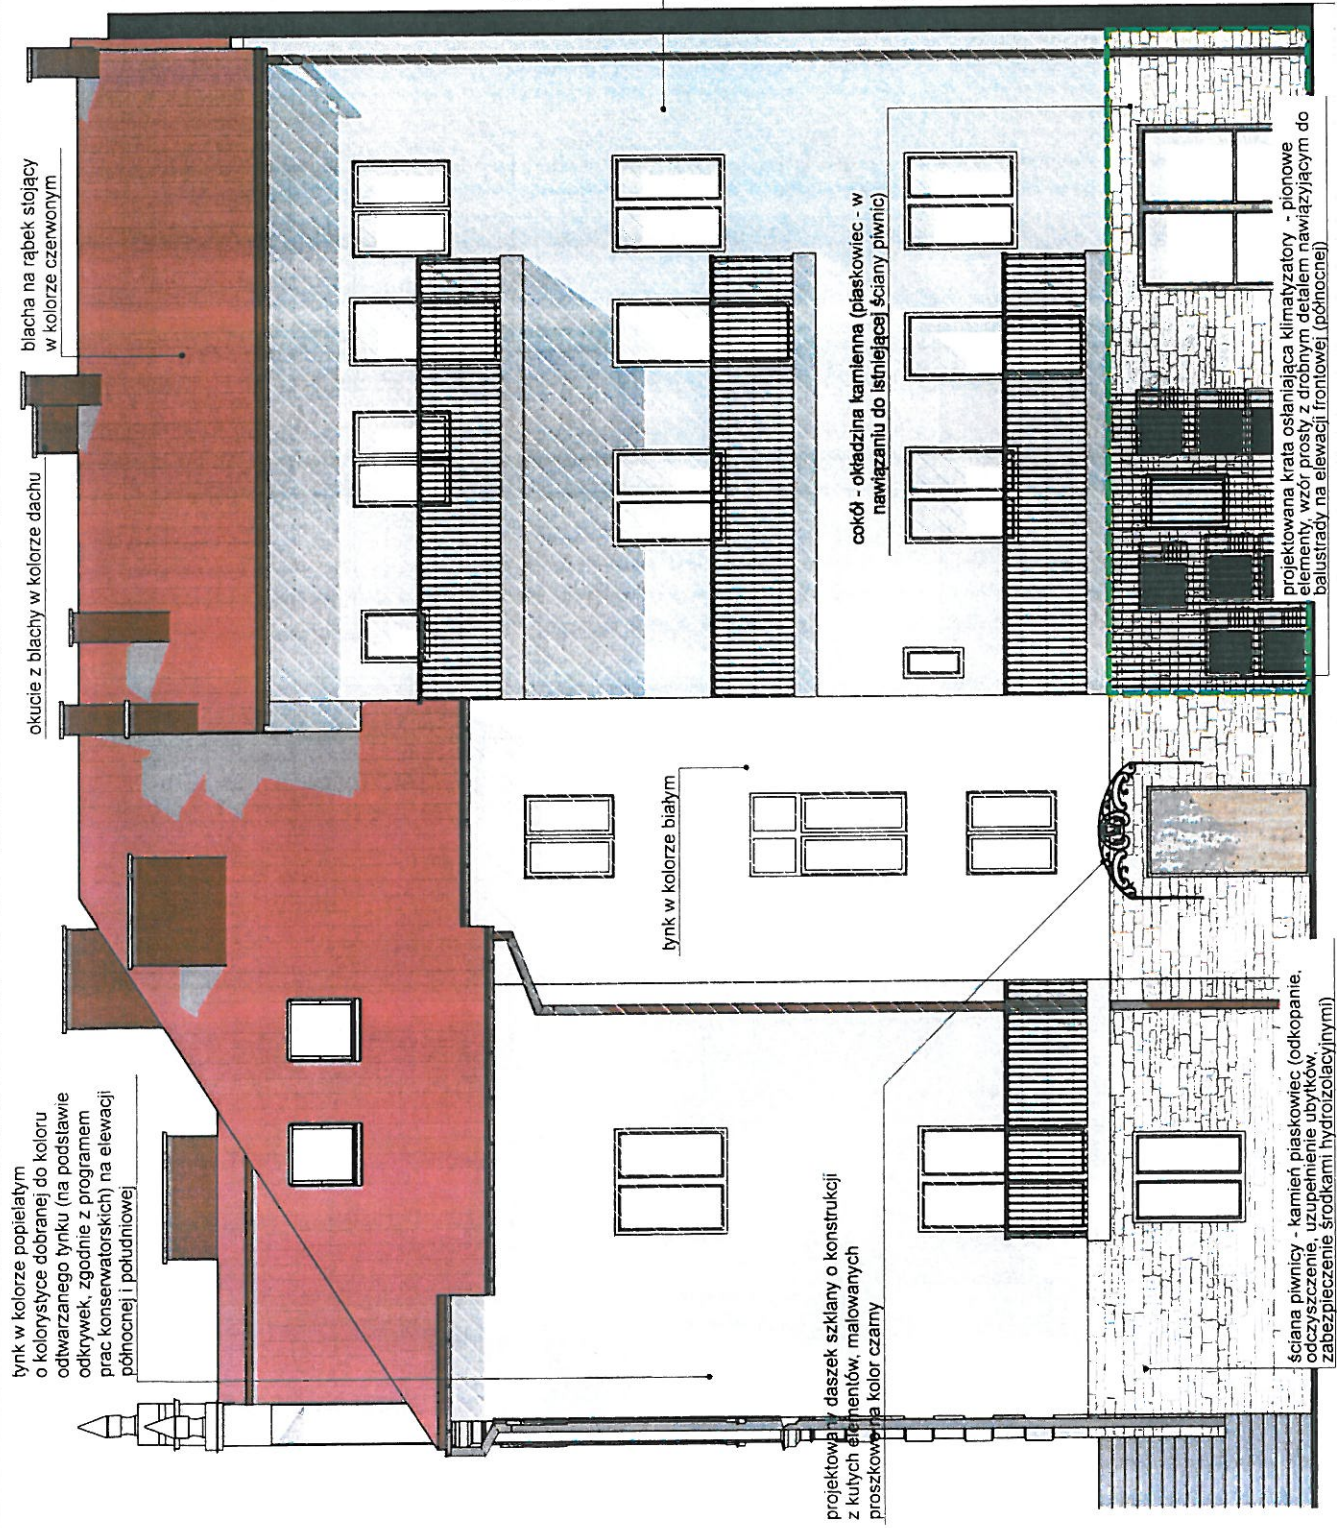 tynk w kolorze popielatym
o kolorystyce dobranej do koloru
odtwarzanego tynku (na podstawie
odkrywek, zgodnie z programem
prac konserwatorskich) na elewacji
północnej i południowej
okucie z blachy w kolorze dachu
blacha na rąbek stojący
w kolorze czerwonym
tynk w kolorze białym
cokół - okładzina kamienna (piaskowiec - w
nawiązaniu do istniejącej ściany piwnic)
projektowany daszek szklany o konstrukcji
z kutych elementów, malowanych
proszkowo na kolor czarny
ściana piwnicy - kamień piaskowiec (odkopanie,
odczyszczenie, uzupełnienie ubytków,
zabezpieczenie środkami hydroizolacyjnymi)
projektowana krata osłaniająca klimatyzatory - pionowe
elementy, wzór prosty z drobnym detalem nawiązyjącym do
balustrady na elewacji frontowej (północnej)